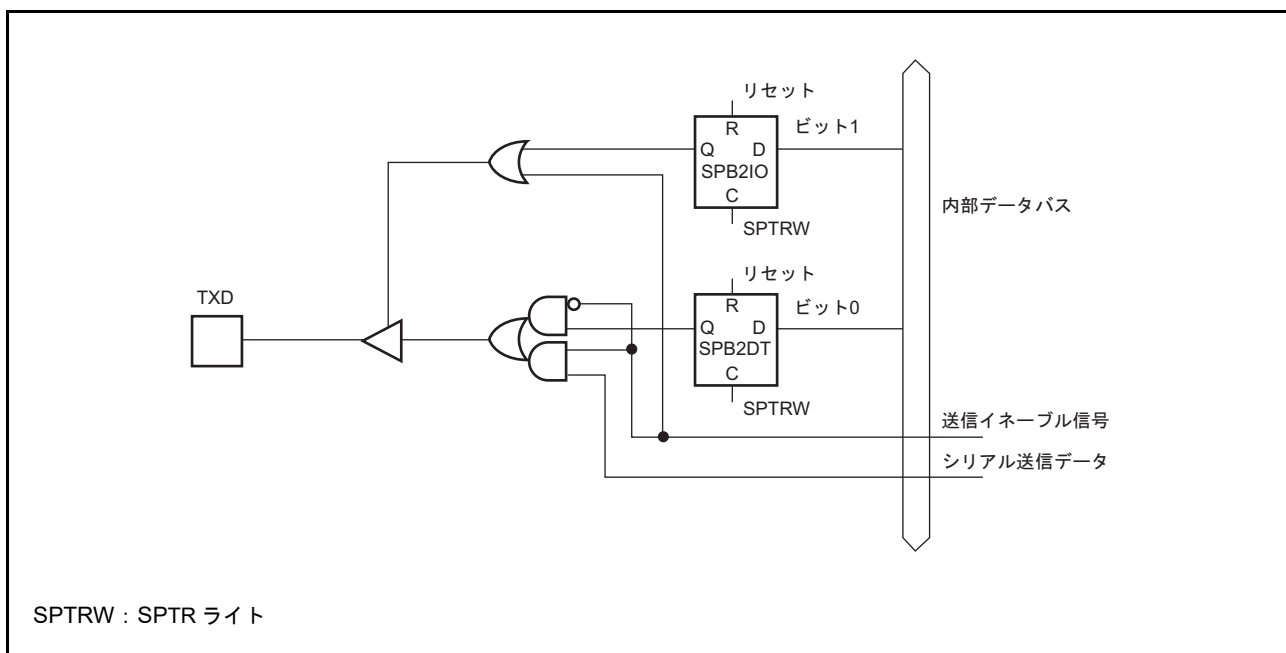 リセット
R
ビット1
Q D
SPB2IO
C
SPTRW
内部データバス
リセット
R
ビット0
Q D
SPB2DT
C
SPTRW
TXD
送信イネーブル信号
シリアル送信データ
SPTRW：SPTR ライト